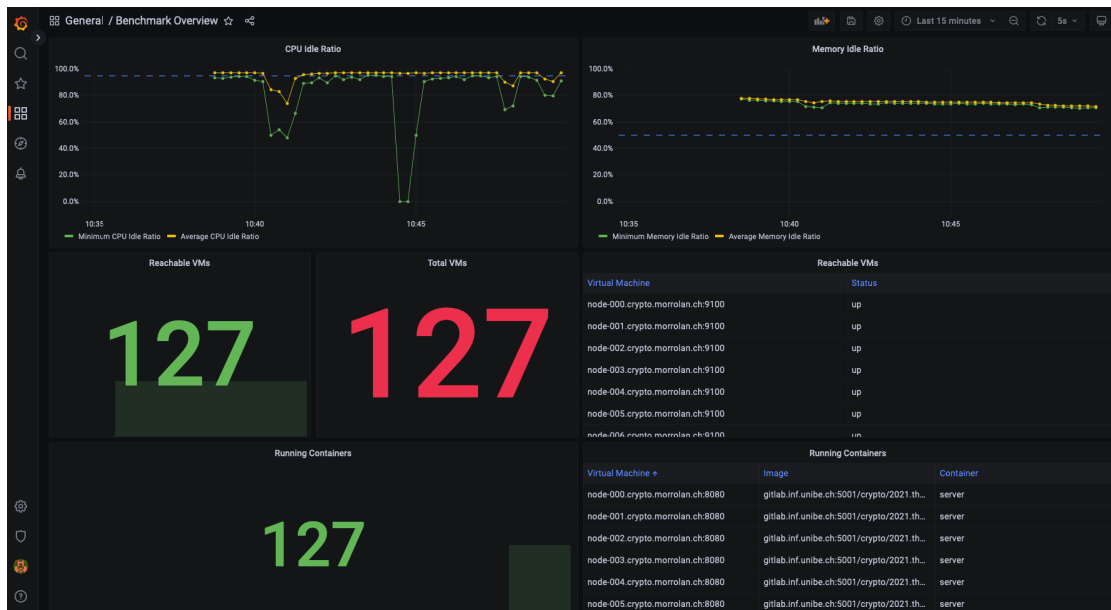 General / Benchmark Overview
Last 15 minutes
5s
CPU Idle Ratio
100.0%
80.0%
60.0%
40.0%
20.0%
0.0%
10:35
10:40
10:45
Minimum CPU Idle Ratio
Average CPU Idle Ratio
Memory Idle Ratio
100.0%
80.0%
60.0%
40.0%
20.0%
0.0%
10:35
10:40
10:45
Minimum Memory Idle Ratio
Average Memory Idle Ratio
Reachable VMs
127
Total VMs
127
Reachable VMs
Virtual Machine Status
node-000.crypto.morrolan.ch:9100 up
node-001.crypto.morrolan.ch:9100 up
node-002.crypto.morrolan.ch:9100 up
node-003.crypto.morrolan.ch:9100 up
node-004.crypto.morrolan.ch:9100 up
node-005.crypto.morrolan.ch:9100 up
node-006.crypto.morrolan.ch:9100 up
Running Containers
127
Running Containers
Virtual Machine ↑ Image Container
node-000.crypto.morrolan.ch:8080 gitlab.inf.unibe.ch:5001/crypto/2021.th... server
node-001.crypto.morrolan.ch:8080 gitlab.inf.unibe.ch:5001/crypto/2021.th... server
node-002.crypto.morrolan.ch:8080 gitlab.inf.unibe.ch:5001/crypto/2021.th... server
node-003.crypto.morrolan.ch:8080 gitlab.inf.unibe.ch:5001/crypto/2021.th... server
node-004.crypto.morrolan.ch:8080 gitlab.inf.unibe.ch:5001/crypto/2021.th... server
node-005.crypto.morrolan.ch:8080 gitlab.inf.unibe.ch:5001/crypto/2021.th... server